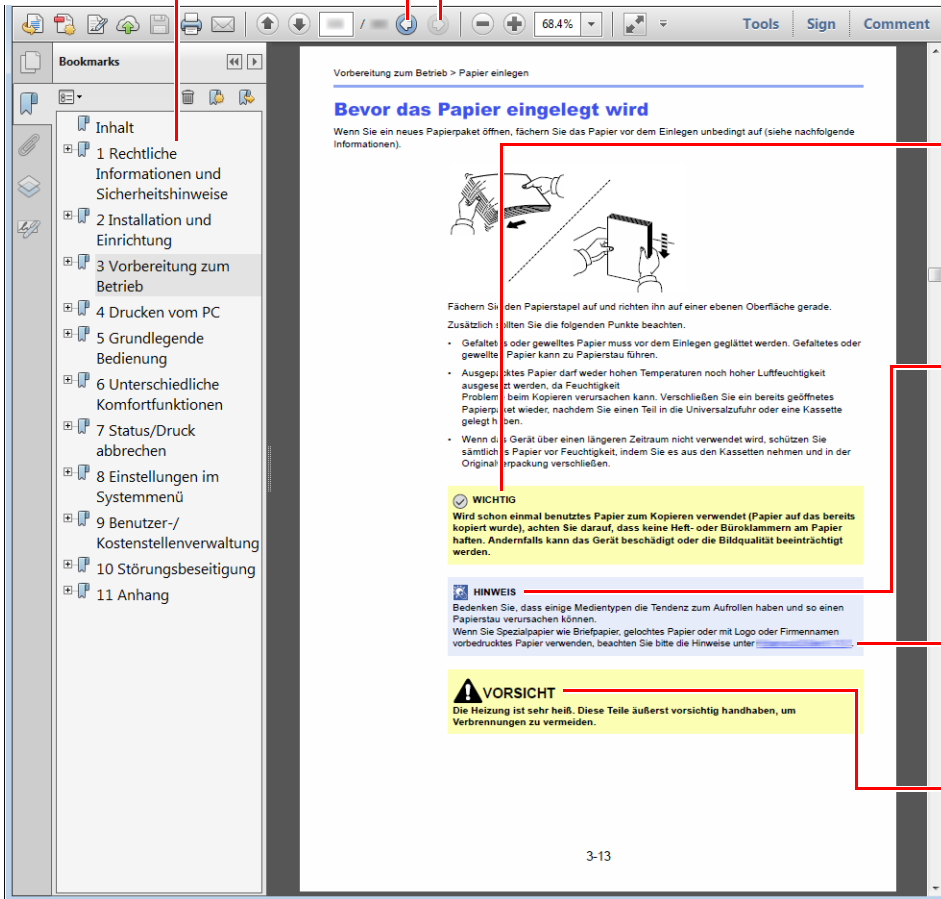 /
68.4%
Tools
Sign
Comment
Bookmarks
Inhalt
1 Rechtliche
Informationen und
Sicherheitshinweise
2 Installation und
Einrichtung
3 Vorbereitung zum
Betrieb
4 Drucken vom PC
5 Grundlegende
Bedienung
6 Unterschiedliche
Komfortfunktionen
7 Status/Druck
abbrechen
8 Einstellungen im
Systemmenü
9 Benutzer-/
Kostenstellenverwaltung
10 Störungsbeseitigung
11 Anhang
Vorbereitung zum Betrieb > Papier einlegen
Bevor das Papier eingelegt wird
Wenn Sie ein neues Papierpaket öffnen, fächern Sie das Papier vor dem Einlegen unbedingt auf (siehe nachfolgende
Informationen).
Fächern Sie den Papierstapel auf und richten ihn auf einer ebenen Oberfläche gerade.
Zusätzlich sollten Sie die folgenden Punkte beachten.
• Gefaltetes oder gewelltes Papier muss vor dem Einlegen geglättet werden. Gefaltetes oder
gewelltes Papier kann zu Papierstau führen.
• Ausgepacktes Papier darf weder hohen Temperaturen noch hoher Luftfeuchtigkeit
ausgesetzt werden, da Feuchtigkeit
Probleme beim Kopieren verursachen kann. Verschließen Sie ein bereits geöffnetes
Papierpaket wieder, nachdem Sie einen Teil in die Universalzufuhr oder eine Kassette
gelegt haben.
• Wenn das Gerät über einen längeren Zeitraum nicht verwendet wird, schützen Sie
sämtliches Papier vor Feuchtigkeit, indem Sie es aus den Kassetten nehmen und in der
Originalverpackung verschließen.
WICHTIG
Wird schon einmal benutztes Papier zum Kopieren verwendet (Papier auf das bereits
kopiert wurde), achten Sie darauf, dass keine Heft- oder Büroklammern am Papier
haften. Andernfalls kann das Gerät beschädigt oder die Bildqualität beeinträchtigt
werden.
HINWEIS
Bedenken Sie, dass einige Medientypen die Tendenz zum Aufrollen haben und so einen
Papierstau verursachen können.
Wenn Sie Spezialpapier wie Briefpapier, gelochtes Papier oder mit Logo oder Firmennamen
vorbedrucktes Papier verwenden, beachten Sie bitte die Hinweise unter
VORSICHT
Die Heizung ist sehr heiß. Diese Teile äußerst vorsichtig handhaben, um
Verbrennungen zu vermeiden.
3-13